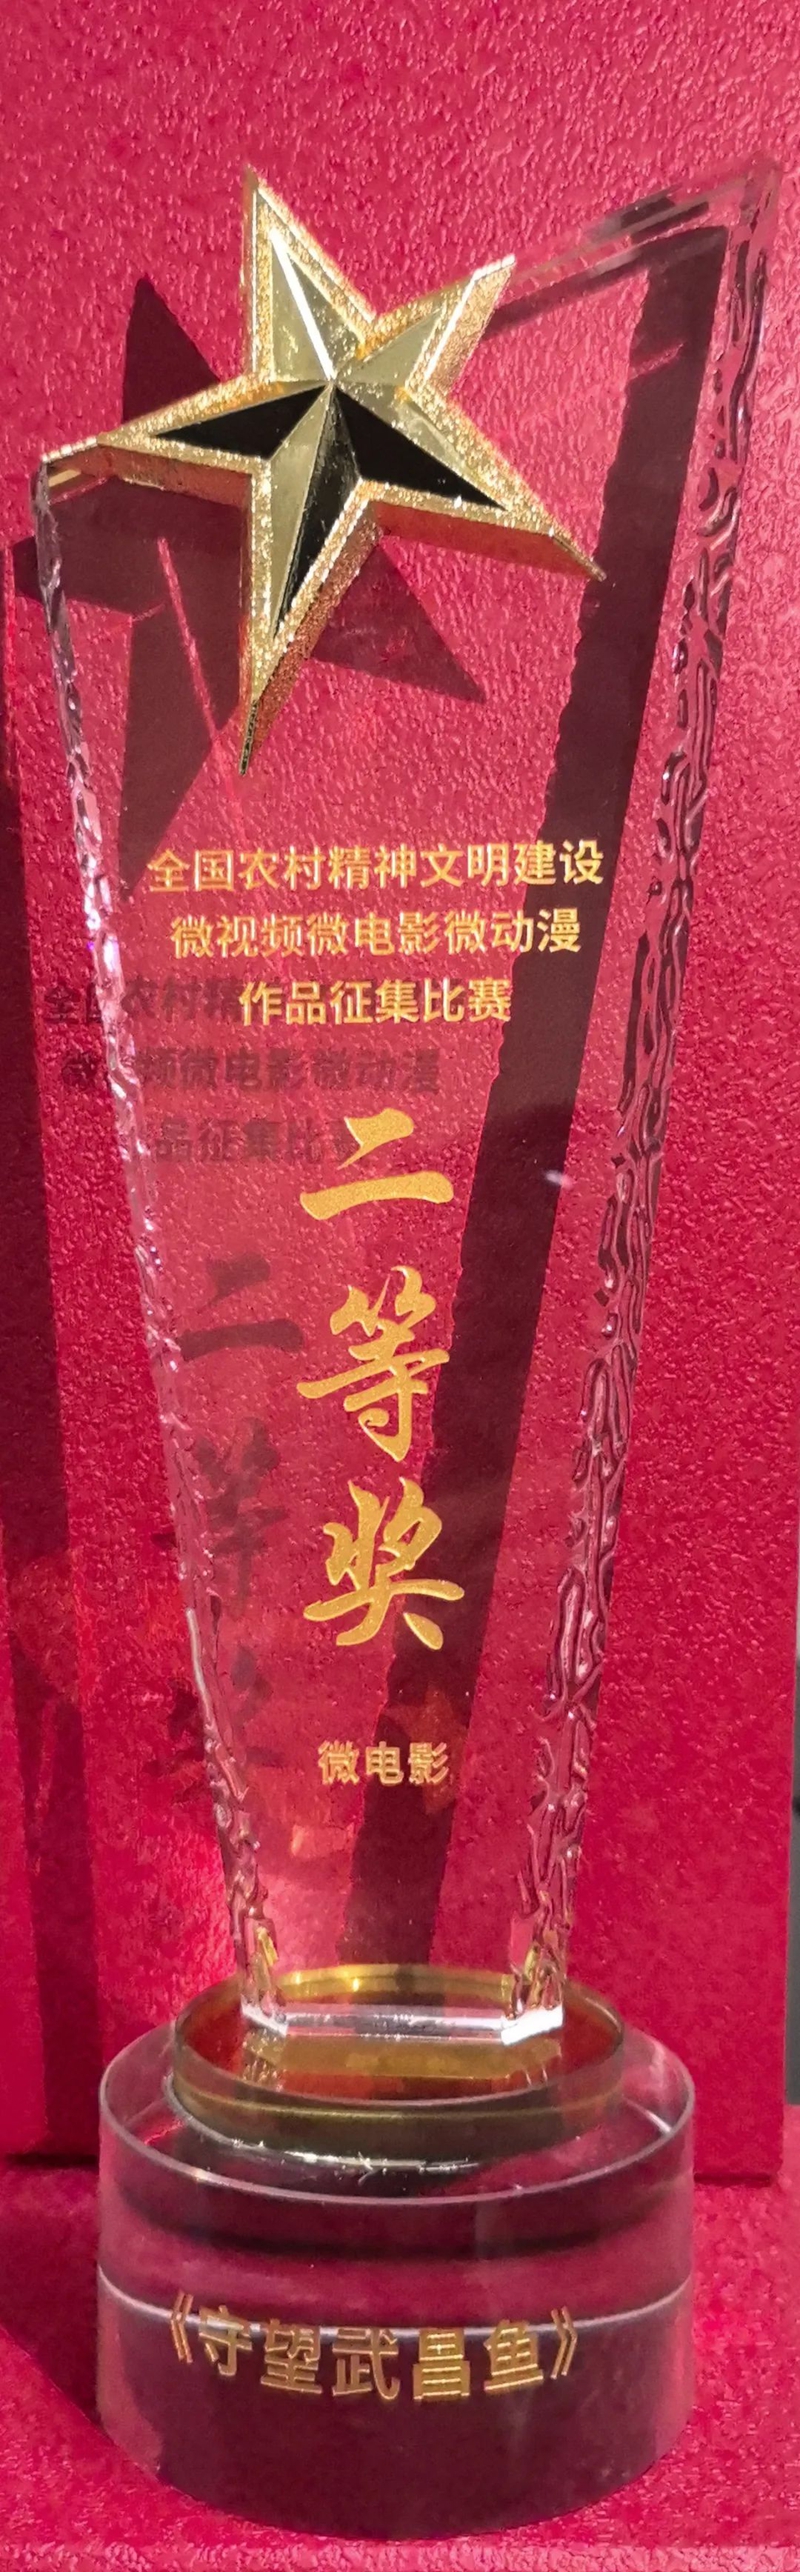 全国农村精神文明建设
微视频微电影微动漫
作品征集比赛
二
等
奖
微电影
《守望武昌鱼》